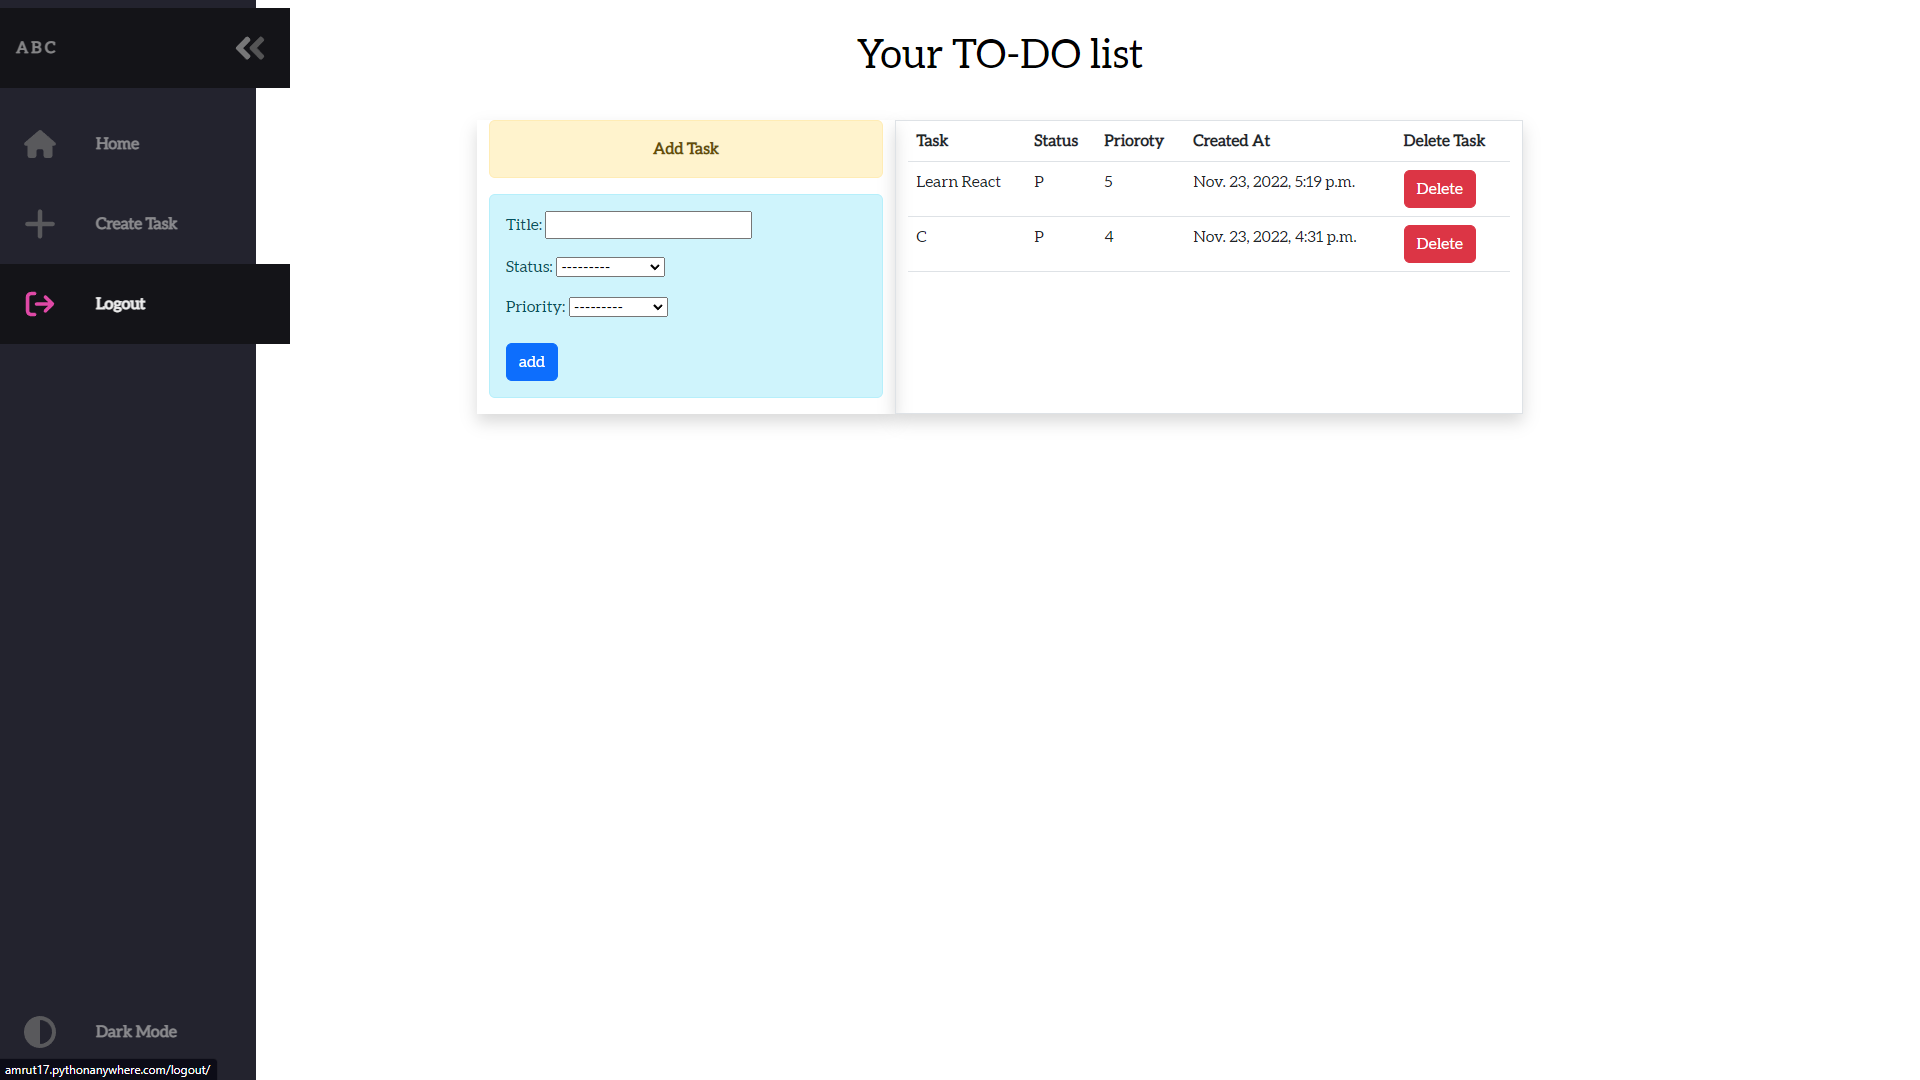 ABC
Home
Create Task
Logout
Dark Mode
amrut17.pythonanywhere.com/logout/
Your TO-DO list
Add Task
Title:
Status: ---------
Priority: ---------
add
Task Status Prioroty Created At Delete Task
Learn React P 5 Nov. 23, 2022, 5:19 p.m. Delete
C P 4 Nov. 23, 2022, 4:31 p.m. Delete